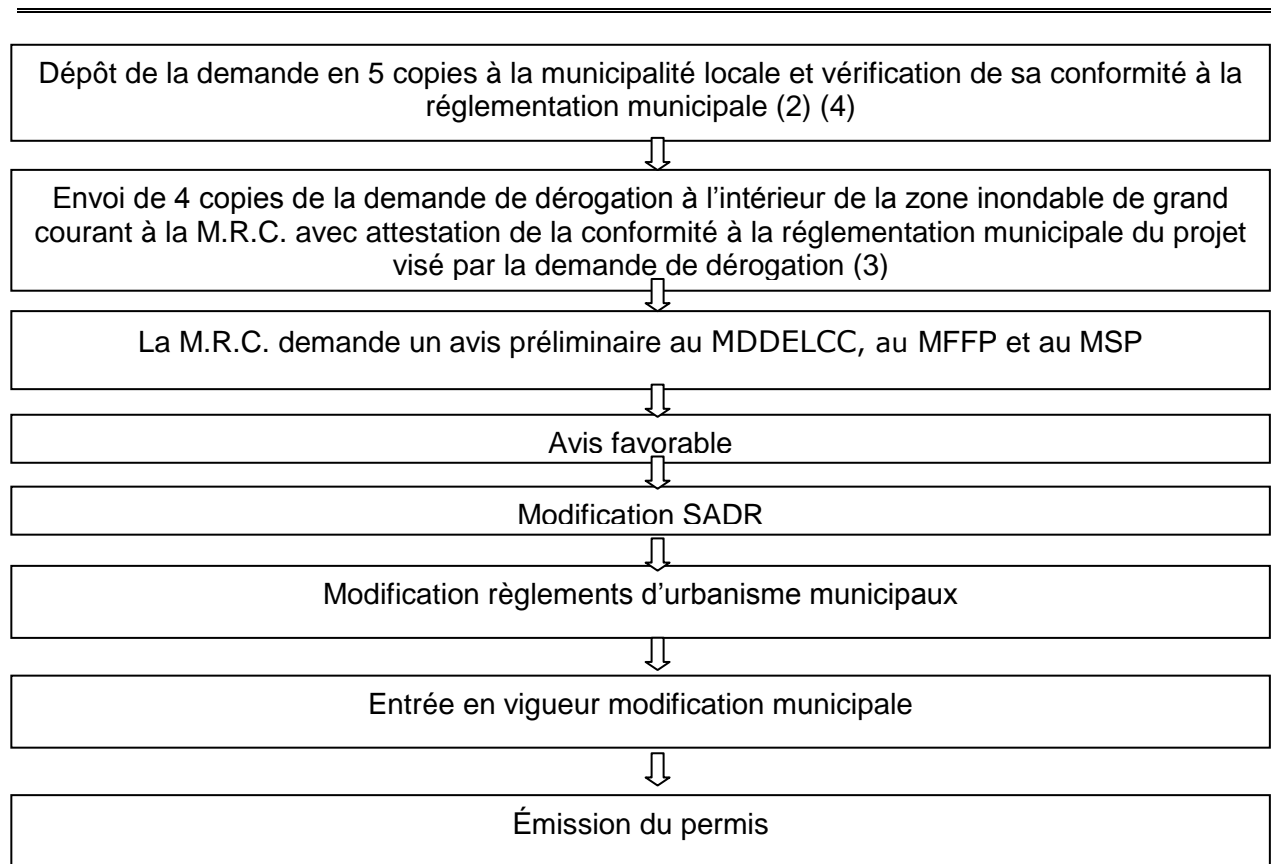 Dépôt de la demande en 5 copies à la municipalité locale et vérification de sa conformité à la
réglementation municipale (2) (4)
Envoi de 4 copies de la demande de dérogation à l’intérieur de la zone inondable de grand
courant à la M.R.C. avec attestation de la conformité à la réglementation municipale du projet
visé par la demande de dérogation (3)
La M.R.C. demande un avis préliminaire au MDDELCC, au MFFP et au MSP
Avis favorable
Modification SADR
Modification règlements d’urbanisme municipaux
Entrée en vigueur modification municipale
Émission du permis